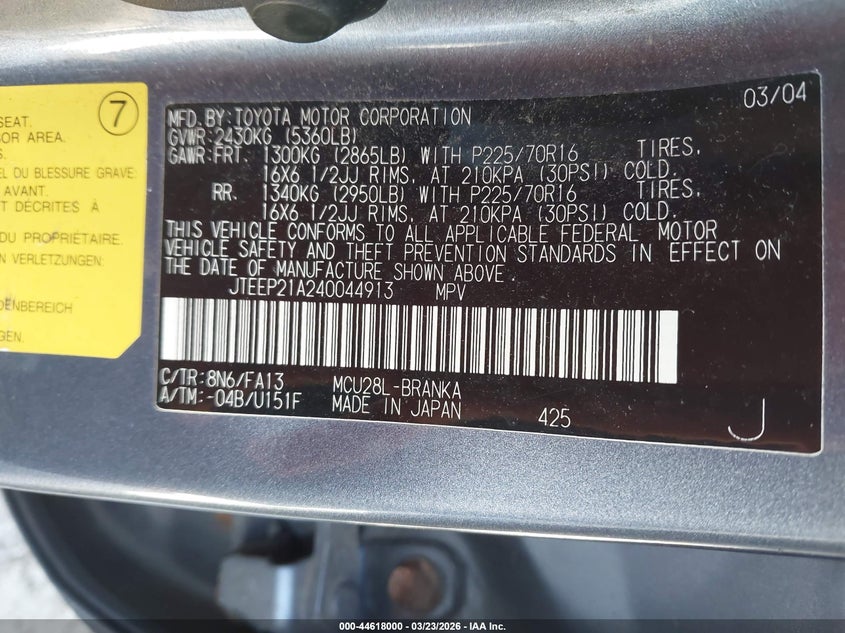 7
SEAT.
SOR AREA.
EL DU BLESSURE GRAVE:
AVANT.
T DÉCRITES À
DU PROPRIÉTAIRE.
EN VERLETZUNGEN:
DENBEREICH
GEN.
03/04
MFD.BY:TOYOTA MOTOR CORPORATION
GVWR:2430KG (5360LB)
GAWR:FRT. 1300KG (2865LB) WITH P225/70R16 TIRES.
16X6 1/2JJ RIMS. AT 210KPA (30PSI) COLD.
RR. 1340KG (2950LB) WITH P225/70R16 TIRES.
16X6 1/2JJ RIMS. AT 210KPA (30PSI) COLD.
THIS VEHICLE CONFORMS TO ALL APPLICABLE FEDERAL MOTOR
VEHICLE SAFETY AND THEFT PREVENTION STANDARDS IN EFFECT ON
THE DATE OF MANUFACTURE SHOWN ABOVE.
JTEEP21A240044913 MPV
C/TR:8N6/FA13 MCU28L-BRANKA
A/TM:-04B/U151F MADE IN JAPAN 425
J
000-44618000 - 03/23/2026 - IAA Inc.